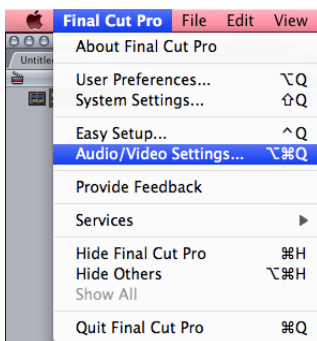 Final Cut Pro File Edit View
Untitle
About Final Cut Pro
User Preferences... ⌥Q
System Settings... ⇧Q
Easy Setup... ^Q
Audio/Video Settings... ⌥⌘Q
Provide Feedback
Services ▶
Hide Final Cut Pro ⌘H
Hide Others ⌥⌘H
Show All
Quit Final Cut Pro ⌘Q